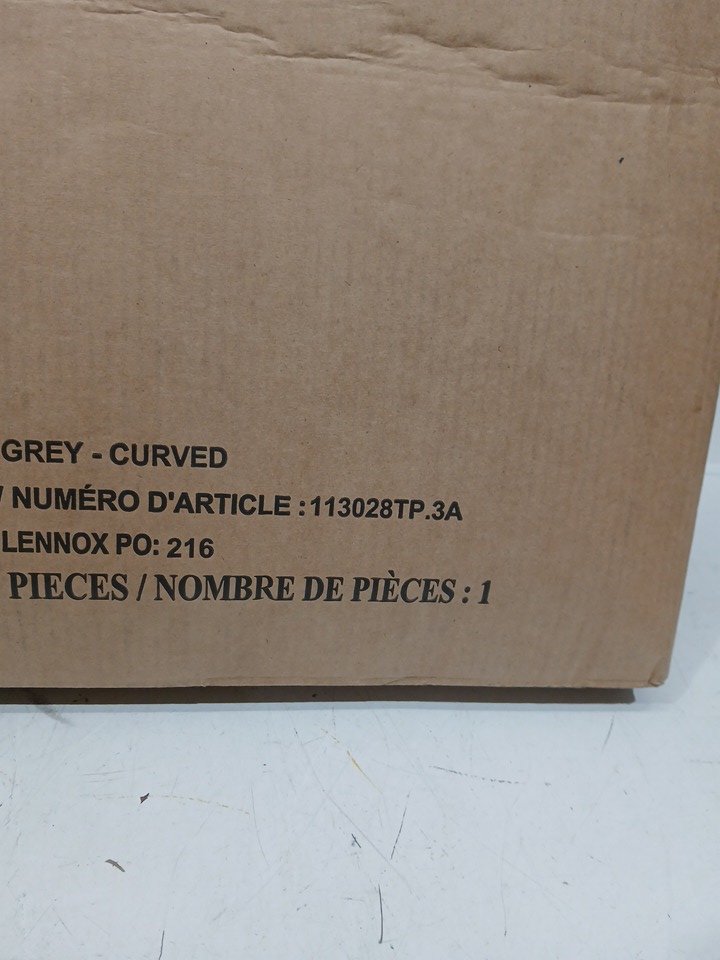 GREY - CURVED
/ NUMÉRO D'ARTICLE : 113028TP.3A
LENNOX PO: 216
PIECES / NOMBRE DE PIÈCES : 1